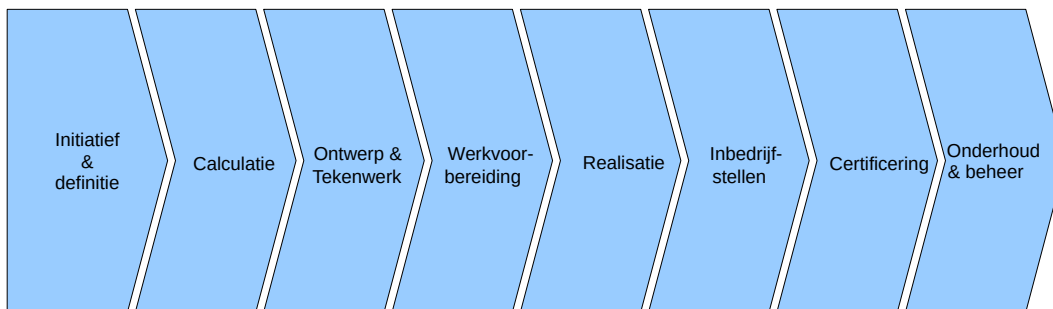 Initiatief
&
definitie
Calculatie
Ontwerp &
Tekenwerk
Werkvoor-
bereiding
Realisatie
Inbedrijf-
stellen
Certificering
Onderhoud
& beheer